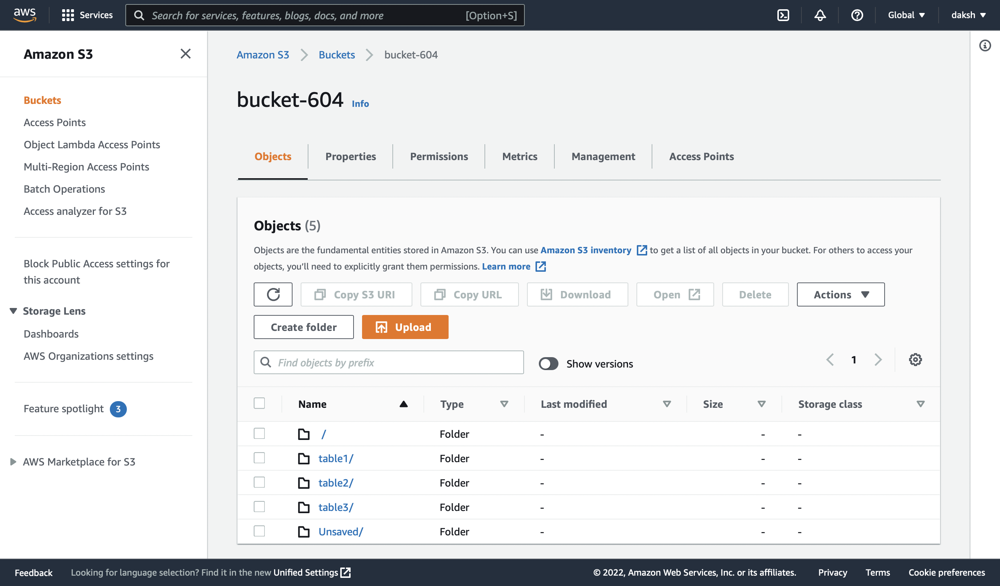 aws Services Search for services, features, blogs, docs, and more [Option+S] Global daksh
Amazon S3
Buckets
Access Points
Object Lambda Access Points
Multi-Region Access Points
Batch Operations
Access analyzer for S3
Block Public Access settings for
this account
Storage Lens
Dashboards
AWS Organizations settings
Feature spotlight 3
AWS Marketplace for S3
Amazon S3 Buckets bucket-604
bucket-604 Info
Objects Properties Permissions Metrics Management Access Points
Objects (5)
Objects are the fundamental entities stored in Amazon S3. You can use Amazon S3 inventory to get a list of all objects in your bucket. For others to access your
objects, you’ll need to explicitly grant them permissions. Learn more
Copy S3 URI Copy URL Download Open Delete Actions
Create folder Upload
Find objects by prefix Show versions 1
Name Type Last modified Size Storage class
/ Folder - - -
table1/ Folder - - -
table2/ Folder - - -
table3/ Folder - - -
Unsaved/ Folder - - -
Feedback Looking for language selection? Find it in the new Unified Settings © 2022, Amazon Web Services, Inc. or its affiliates. Privacy Terms Cookie preferences